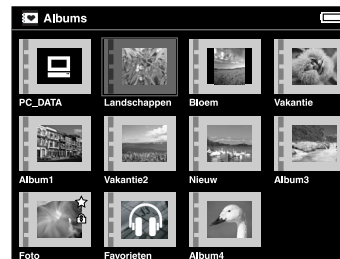 Albums
PC_DATA Landschappen Bloem Vakantie
Album1 Vakantie2 Nieuw Album3
Foto Favorieten Album4